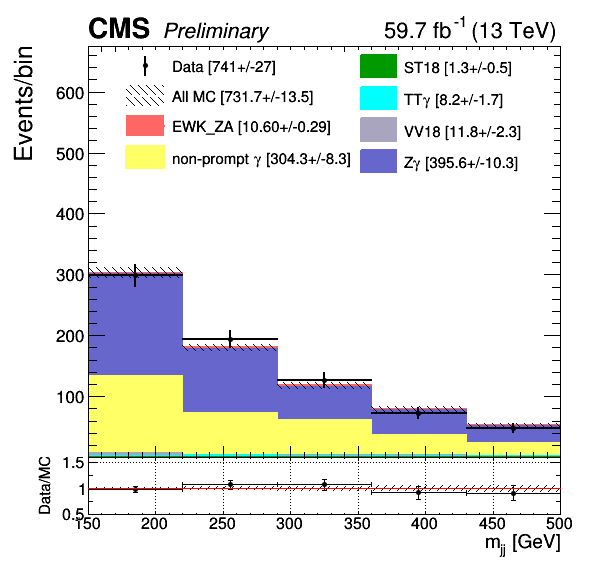 CMS Preliminary 59.7 fb⁻¹ (13 TeV)
Events/bin
Data [741+/-27]
All MC [731.7+/-13.5]
EWK_ZA [10.60+/-0.29]
non-prompt γ [304.3+/-8.3]
ST18 [1.3+/-0.5]
TTγ [8.2+/-1.7]
VV18 [11.8+/-2.3]
Zγ [395.6+/-10.3]
600
500
400
300
200
100
Data/MC
1.5
1
0.5
150 200 250 300 350 400 450 500
m_jj [GeV]